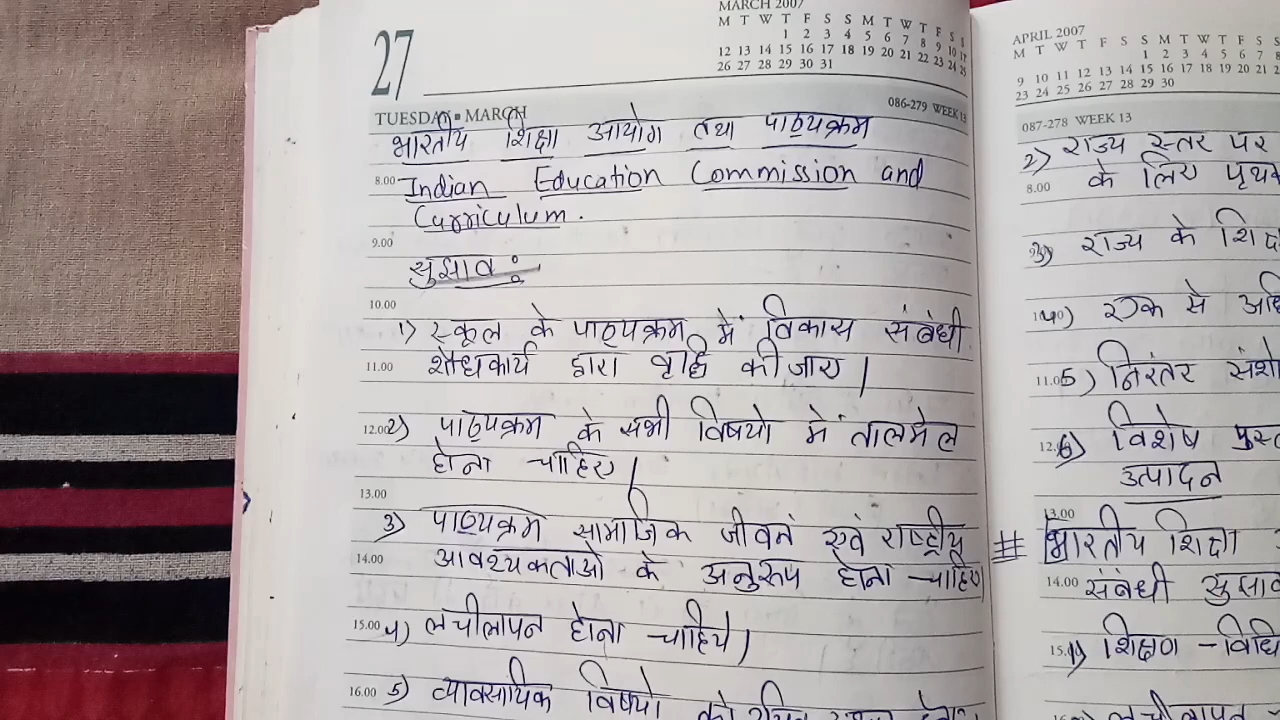 MARCH 2007
M T W T F S S M T W T F S S
1 2 3 4 5 6 7 8 9 10 11
12 13 14 15 16 17 18 19 20 21 22 23 24 25
26 27 28 29 30 31
27
TUESDAY ▪ MARCH
086-279 WEEK 13
भारतीय शिक्षा आयोग तथा पाठ्यक्रम
8.00 Indian Education Commission and
Curriculum.
9.00
सुझाव :
10.00
1) स्कूल के पाठ्यक्रम में विकास संबंधी
11.00 शोधकार्य द्वारा वृद्धि की जाए |
12.00 2) पाठ्यक्रम के सभी विषयो में तालमेल
होना चाहिए |
13.00
3) पाठ्यक्रम सामाजिक जीवन एवं राष्ट्रीय
14.00 आवश्यकताओ के अनुरूप होना चाहिए|
15.00 4) लचीलापन होना चाहिये |
16.00 5) व्यावसायिक विषयो को
APRIL 2007
M T W T F S S M T W T F S S
1 2 3 4 5 6 7 8
9 10 11 12 13 14 15 16 17 18 19 20 21
23 24 25 26 27 28 29 30
087-278 WEEK 13
2) राज्य स्तर पर
8.00 के लिए पृथक
3) राज्य के
4) एक से
11.00 5) निरंतर
6) विशेष
उत्पादन
13.00
# भारतीय शिक्षा
14.00 संबंधी
15.00 1) शिक्षण - विधि
लचीलापन